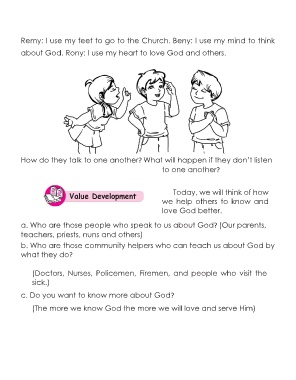 Remy: I use my feet to go to the Church. Beny: I use my mind to think
about God. Rony: I use my heart to love God and others.
How do they talk to one another? What will happen if they don't listen
to one another?
Value Development
Today, we will think of how
we help others to know and
love God better.
a. Who are those people who speak to us about God? (Our parents,
teachers, priests, nuns and others)
b. Who are those community helpers who can teach us about God by
what they do?
(Doctors, Nurses, Policemen, Firemen, and people who visit the
sick.)
c. Do you want to know more about God?
(The more we know God the more we will love and serve Him)